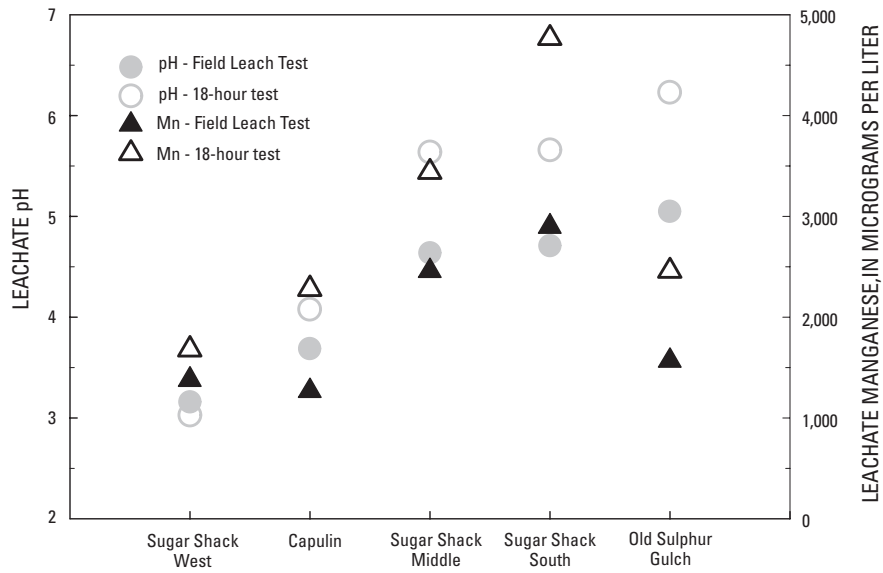 7
6
5
4
3
2
LEACHATE pH
pH - Field Leach Test
pH - 18-hour test
Mn - Field Leach Test
Mn - 18-hour test
5,000
4,000
3,000
2,000
1,000
0
LEACHATE MANGANESE,IN MICROGRAMS PER LITER
Sugar Shack
West
Capulin
Sugar Shack
Middle
Sugar Shack
South
Old Sulphur
Gulch